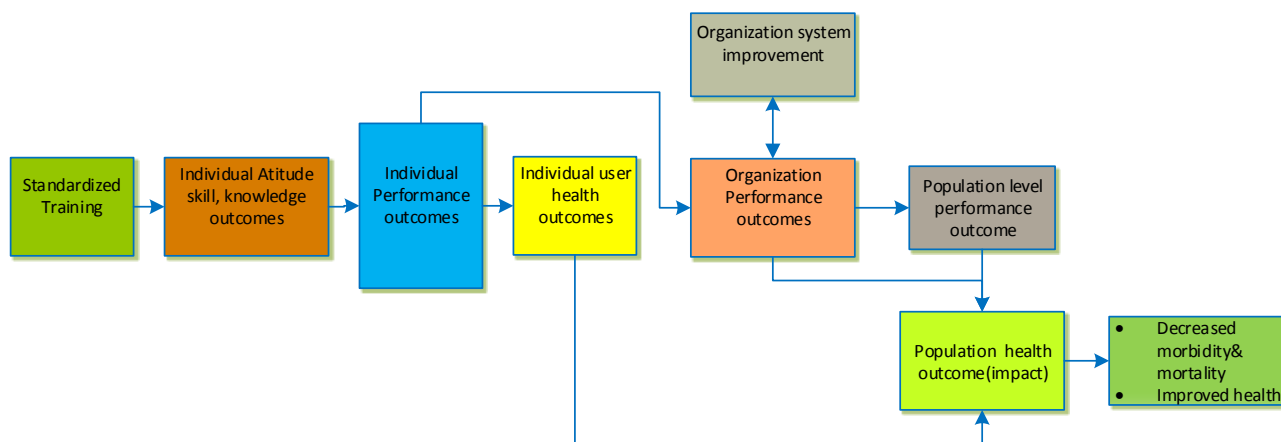 Organization system
improvement
Standardized
Training
Individual Atitude
skill, knowledge
outcomes
Individual
Performance
outcomes
Individual user
health
outcomes
Organization
Performance
outcomes
Population level
performance
outcome
Population health
outcome(impact)
• Decreased
morbidity&
mortality
• Improved health